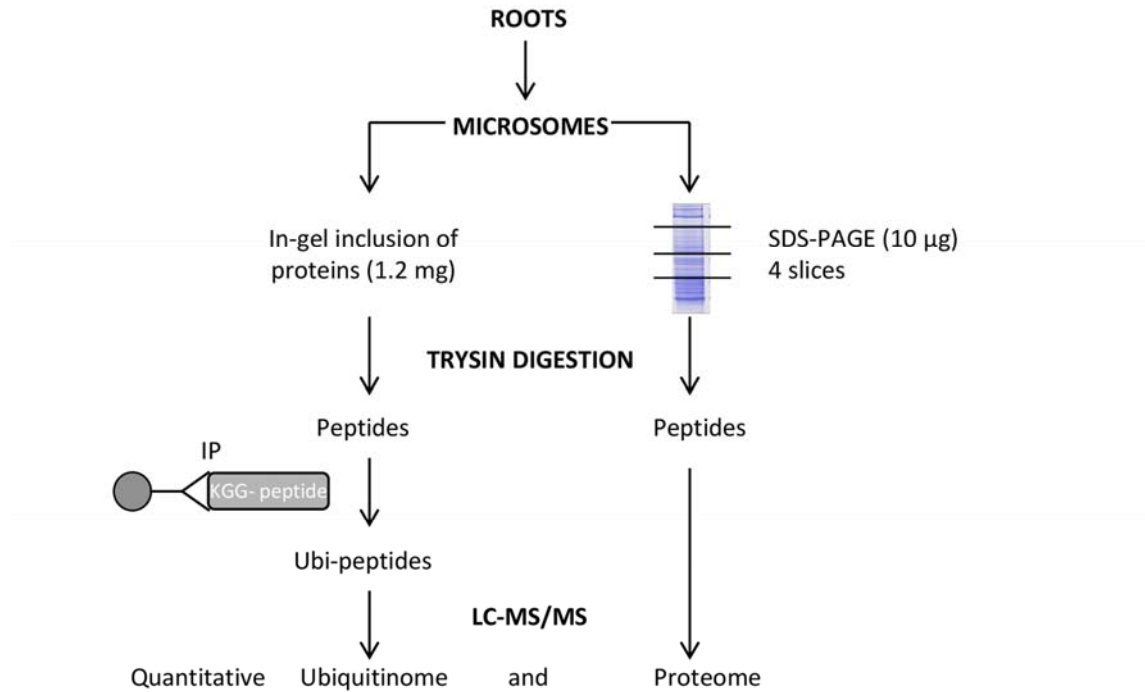 ROOTS
MICROSOMES
In-gel inclusion of
proteins (1.2 mg)
SDS-PAGE (10 µg)
4 slices
TRYSIN DIGESTION
Peptides
Peptides
IP
KGG- peptide
Ubi-peptides
LC-MS/MS
Quantitative Ubiquitinome and Proteome